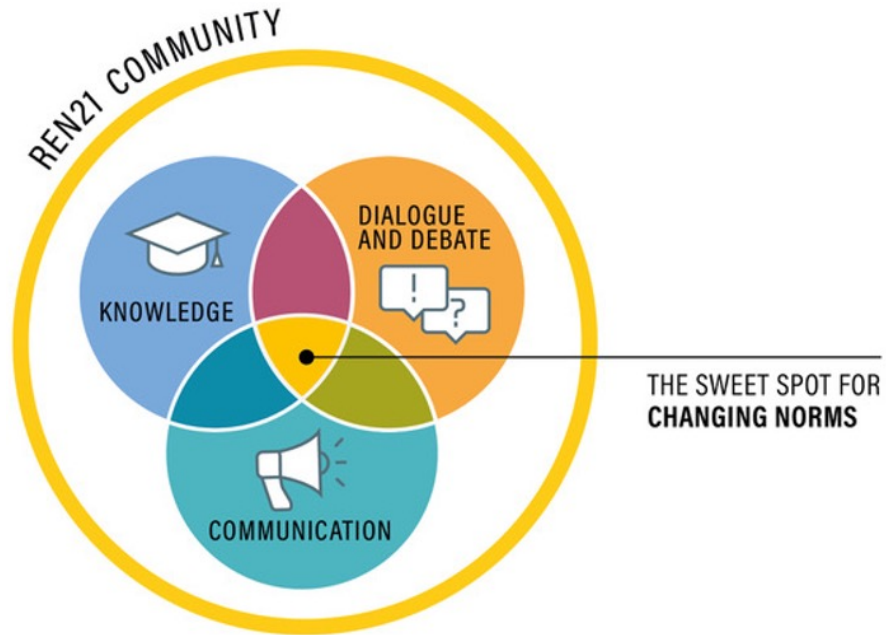 REN21 COMMUNITY
DIALOGUE
AND DEBATE
!
?
KNOWLEDGE
THE SWEET SPOT FOR
CHANGING NORMS
COMMUNICATION